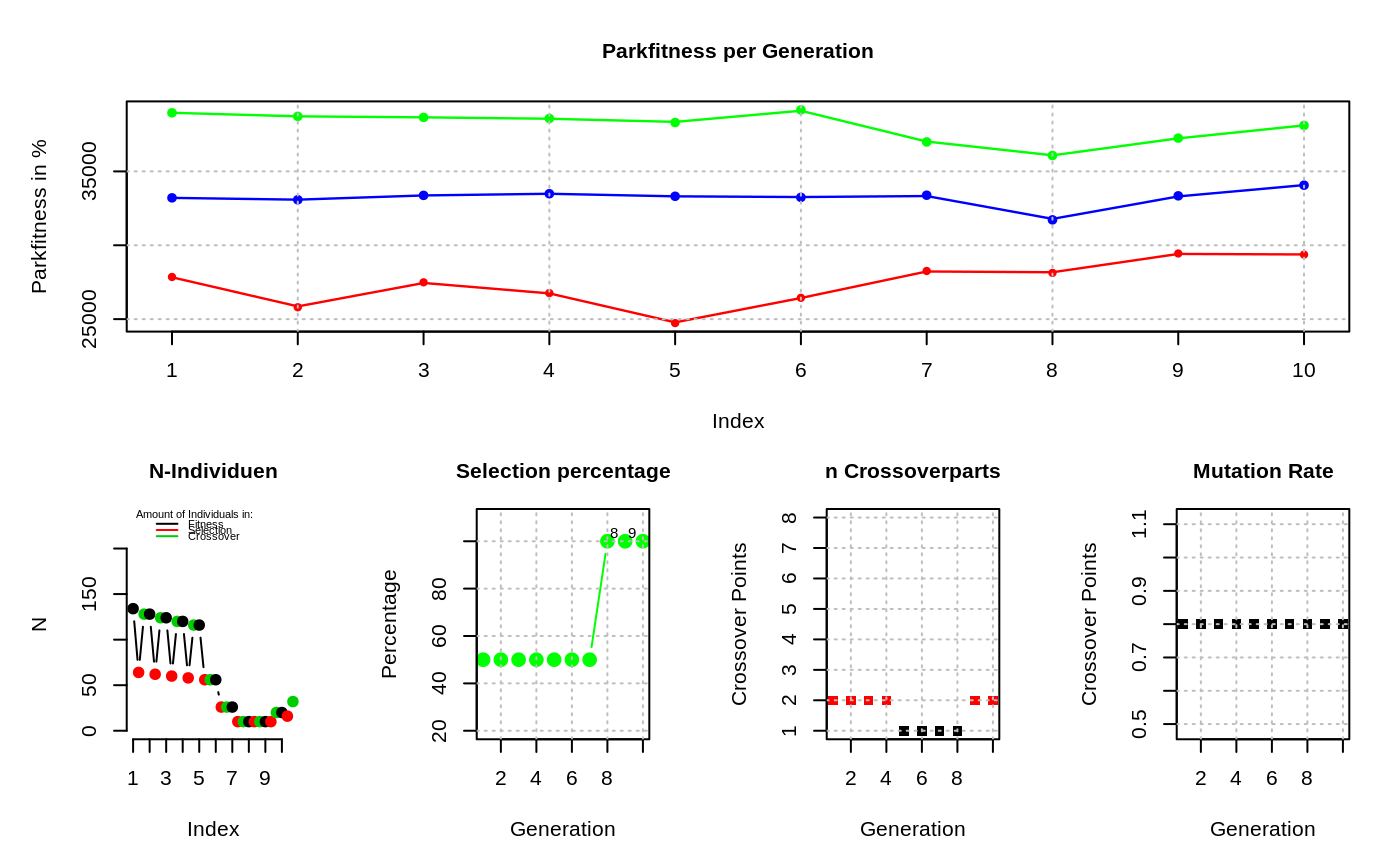 Parkfitness per Generation
Parkfitness in %
35000
25000
1 2 3 4 5 6 7 8 9 10
Index
N-Individuen
Amount of Individuals in:
Fitness
Selection
Crossover
N
150
50
0
1 3 5 7 9
Index
Selection percentage
8 9
Percentage
80
60
40
20
2 4 6 8
Generation
n Crossoverparts
Crossover Points
8
7
6
5
4
3
2
1
2 4 6 8
Generation
Mutation Rate
Crossover Points
1.1
0.9
0.7
0.5
2 4 6 8
Generation